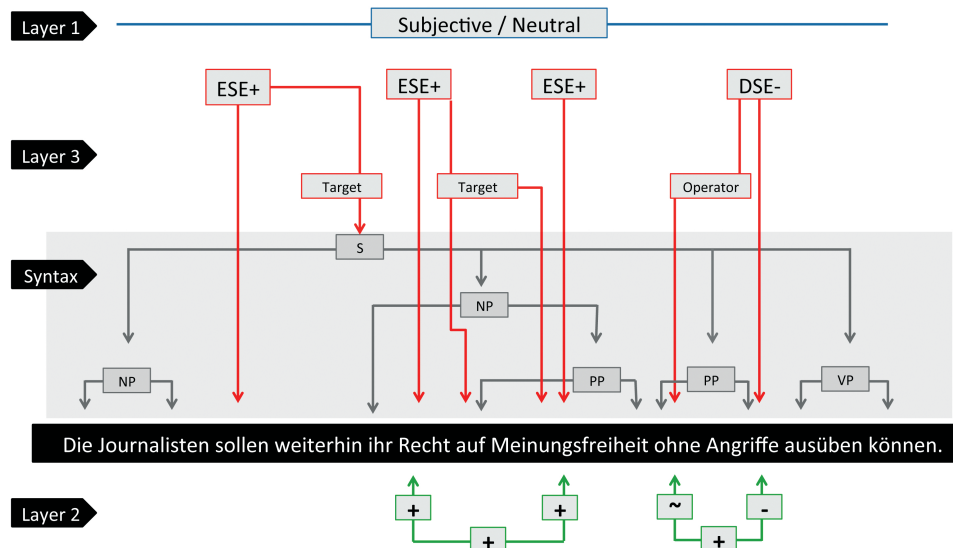 Layer 1
Subjective / Neutral
ESE+ ESE+ ESE+ DSE-
Layer 3
Target Target Operator
S
Syntax
NP
NP PP PP VP
Die Journalisten sollen weiterhin ihr Recht auf Meinungsfreiheit ohne Angriffe ausüben können.
+ + ~ -
Layer 2
+ +